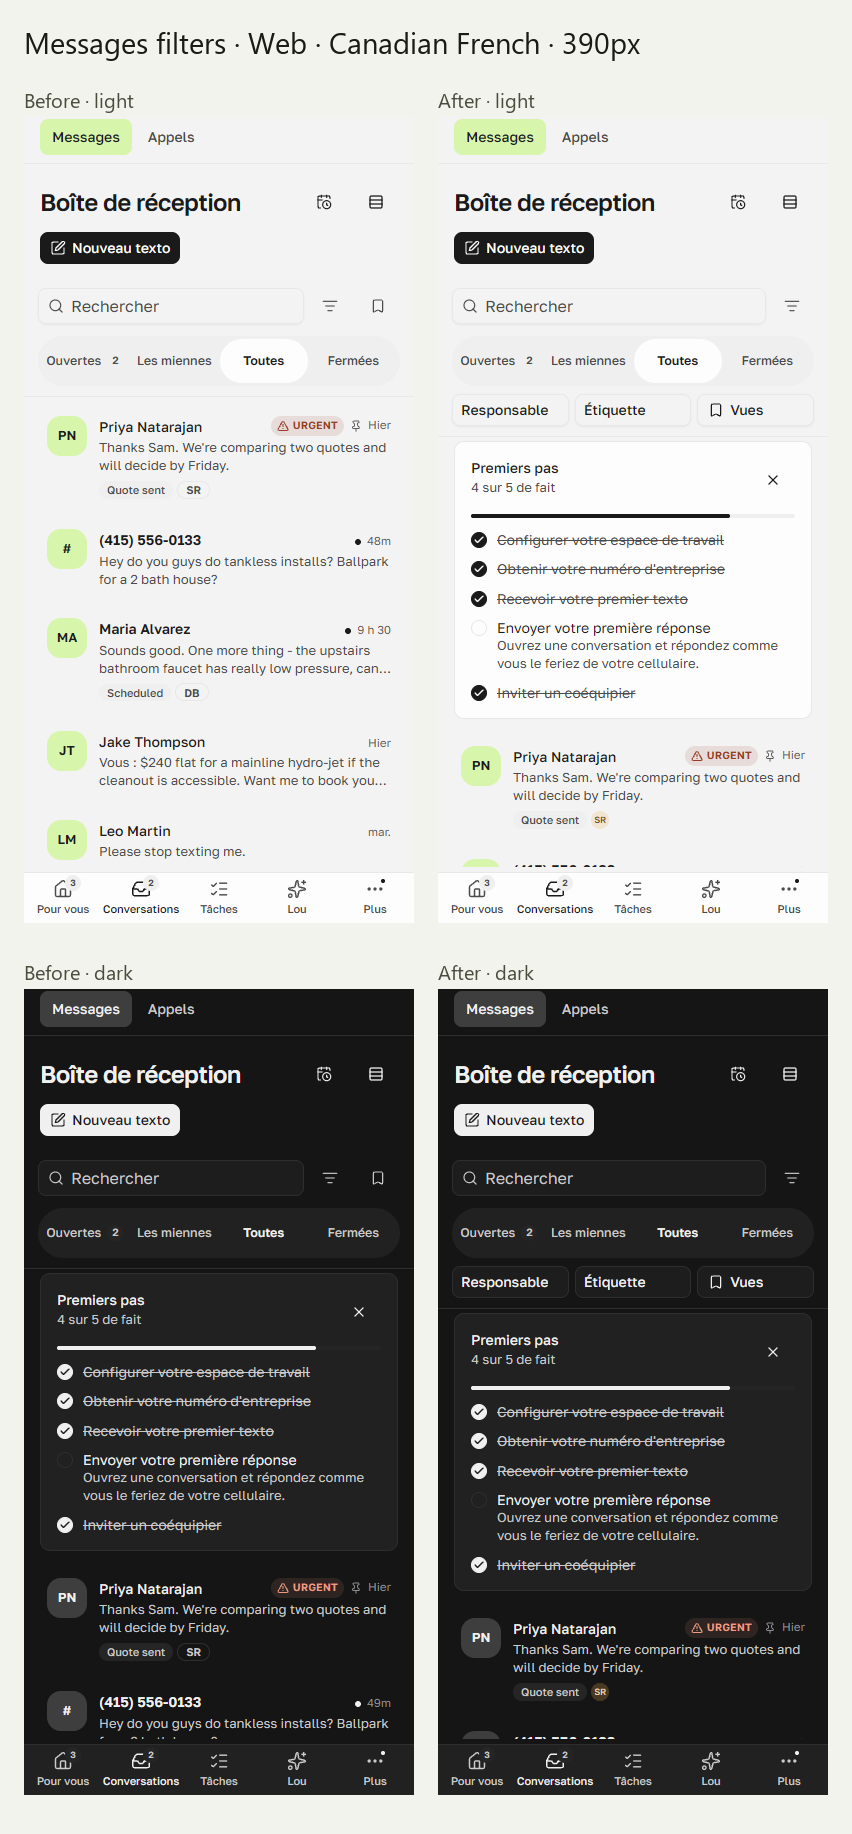 Messages filters · Web · Canadian French · 390px
Before · light
Messages Appels
Boîte de réception
Nouveau texto
Rechercher
Ouvertes 2 Les miennes Toutes Fermées
PN Priya Natarajan URGENT Hier
Thanks Sam. We're comparing two quotes and
will decide by Friday.
Quote sent SR
# (415) 556-0133 48m
Hey do you guys do tankless installs? Ballpark
for a 2 bath house?
MA Maria Alvarez 9 h 30
Sounds good. One more thing - the upstairs
bathroom faucet has really low pressure, can...
Scheduled DB
JT Jake Thompson Hier
Vous : $240 flat for a mainline hydro-jet if the
cleanout is accessible. Want me to book you...
LM Leo Martin mar.
Please stop texting me.
3 2
Pour vous Conversations Tâches Lou Plus
After · light
Messages Appels
Boîte de réception
Nouveau texto
Rechercher
Ouvertes 2 Les miennes Toutes Fermées
Responsable Étiquette Vues
Premiers pas
4 sur 5 de fait
Configurer votre espace de travail
Obtenir votre numéro d'entreprise
Recevoir votre premier texto
Envoyer votre première réponse
Ouvrez une conversation et répondez comme
vous le feriez de votre cellulaire.
Inviter un coéquipier
PN Priya Natarajan URGENT Hier
Thanks Sam. We're comparing two quotes and
will decide by Friday.
Quote sent SR
3 2
Pour vous Conversations Tâches Lou Plus
Before · dark
Messages Appels
Boîte de réception
Nouveau texto
Rechercher
Ouvertes 2 Les miennes Toutes Fermées
Premiers pas
4 sur 5 de fait
Configurer votre espace de travail
Obtenir votre numéro d'entreprise
Recevoir votre premier texto
Envoyer votre première réponse
Ouvrez une conversation et répondez comme
vous le feriez de votre cellulaire.
Inviter un coéquipier
PN Priya Natarajan URGENT Hier
Thanks Sam. We're comparing two quotes and
will decide by Friday.
Quote sent SR
# (415) 556-0133 49m
Hey do you guys do tankless installs? Ballpark
3 2
Pour vous Conversations Tâches Lou Plus
After · dark
Messages Appels
Boîte de réception
Nouveau texto
Rechercher
Ouvertes 2 Les miennes Toutes Fermées
Responsable Étiquette Vues
Premiers pas
4 sur 5 de fait
Configurer votre espace de travail
Obtenir votre numéro d'entreprise
Recevoir votre premier texto
Envoyer votre première réponse
Ouvrez une conversation et répondez comme
vous le feriez de votre cellulaire.
Inviter un coéquipier
PN Priya Natarajan URGENT Hier
Thanks Sam. We're comparing two quotes and
will decide by Friday.
Quote sent SR
3 2
Pour vous Conversations Tâches Lou Plus